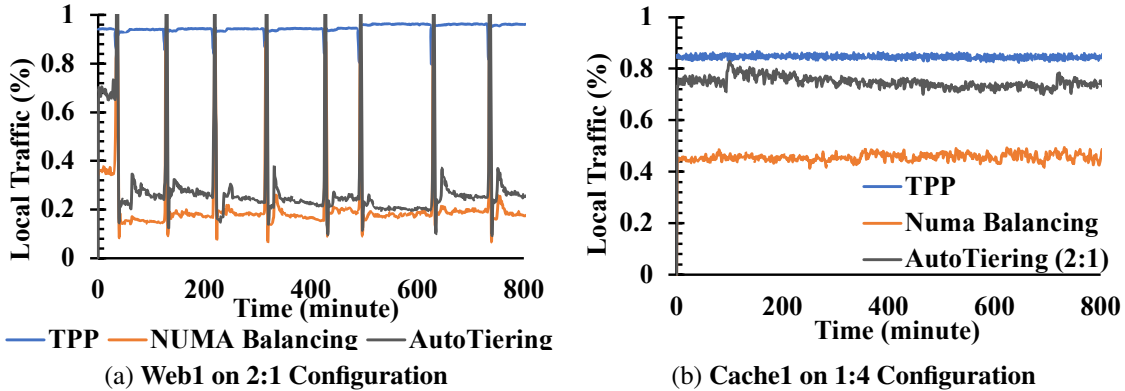 Local Traffic (%)
1
0.8
0.6
0.4
0.2
0
0 200 400 600 800
Time (minute)
TPP NUMA Balancing AutoTiering
(a) Web1 on 2:1 Configuration
Local Traffic (%)
1
0.8
0.6
0.4
0.2
0
TPP
Numa Balancing
AutoTiering (2:1)
0 200 400 600 800
Time (minute)
(b) Cache1 on 1:4 Configuration